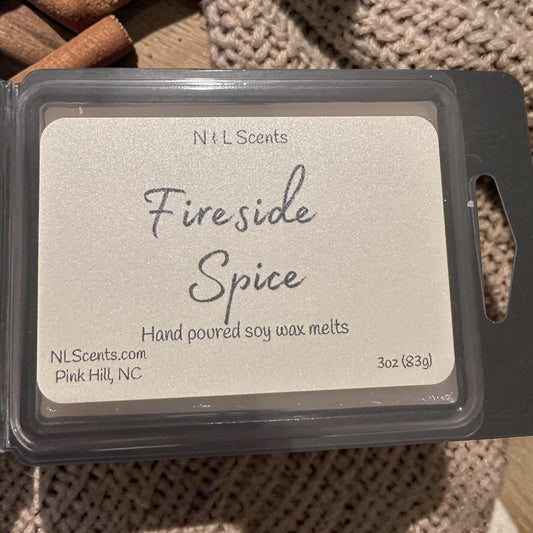 N & L Scents
Fireside
Spice
Hand poured soy wax melts
NLScents.com
Pink Hill, NC
3oz (83g)